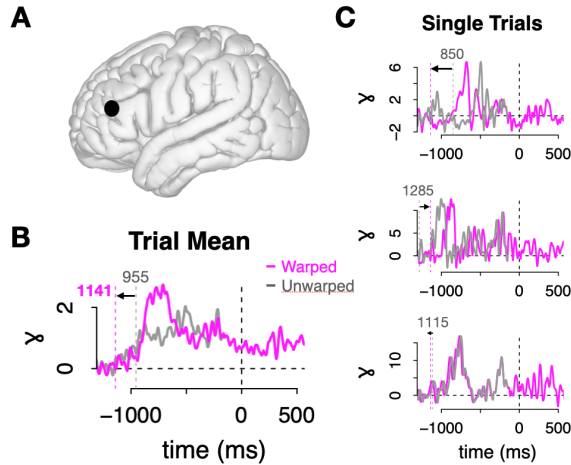 A
B
Trial Mean
1141
955
Warped
Unwarped
2
0
γ
−1000
0
500
time (ms)
C
Single Trials
850
6
2
−2
γ
−1000
0
500
1285
5
0
γ
−1000
0
500
1115
10
0
γ
−1000
0
500
time (ms)